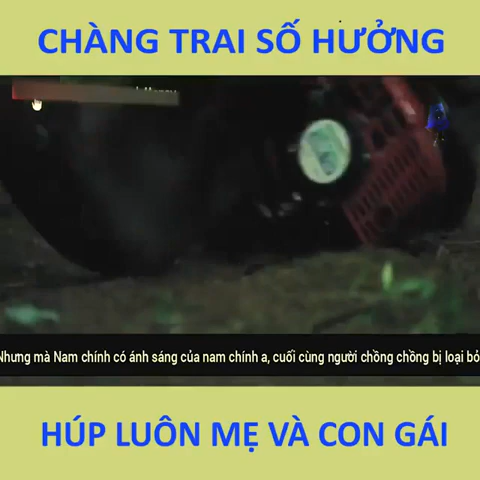 CHÀNG TRAI SỐ HƯỞNG
Nhưng mà Nam chính có ánh sáng của nam chính a, cuối cùng người chồng chồng bị loại bỏ
HÚP LUÔN MẸ VÀ CON GÁI